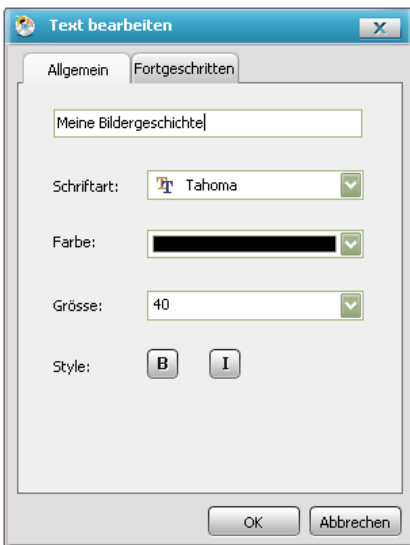 Text bearbeiten
Allgemein Fortgeschritten
Meine Bildergeschichte
Schriftart: Tahoma
Farbe:
Grösse: 40
Style: B I
OK Abbrechen